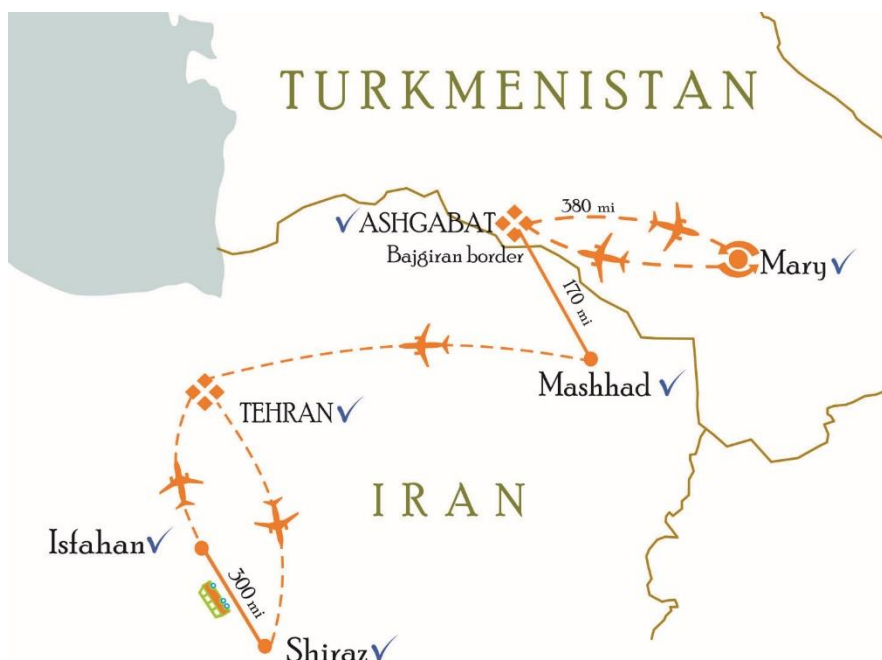 TURKMENISTAN
380 mi
ASHGABAT
Bajgiran border
Mary
170 mi
Mashhad
TEHRAN
IRAN
Isfahan
300 mi
Shiraz